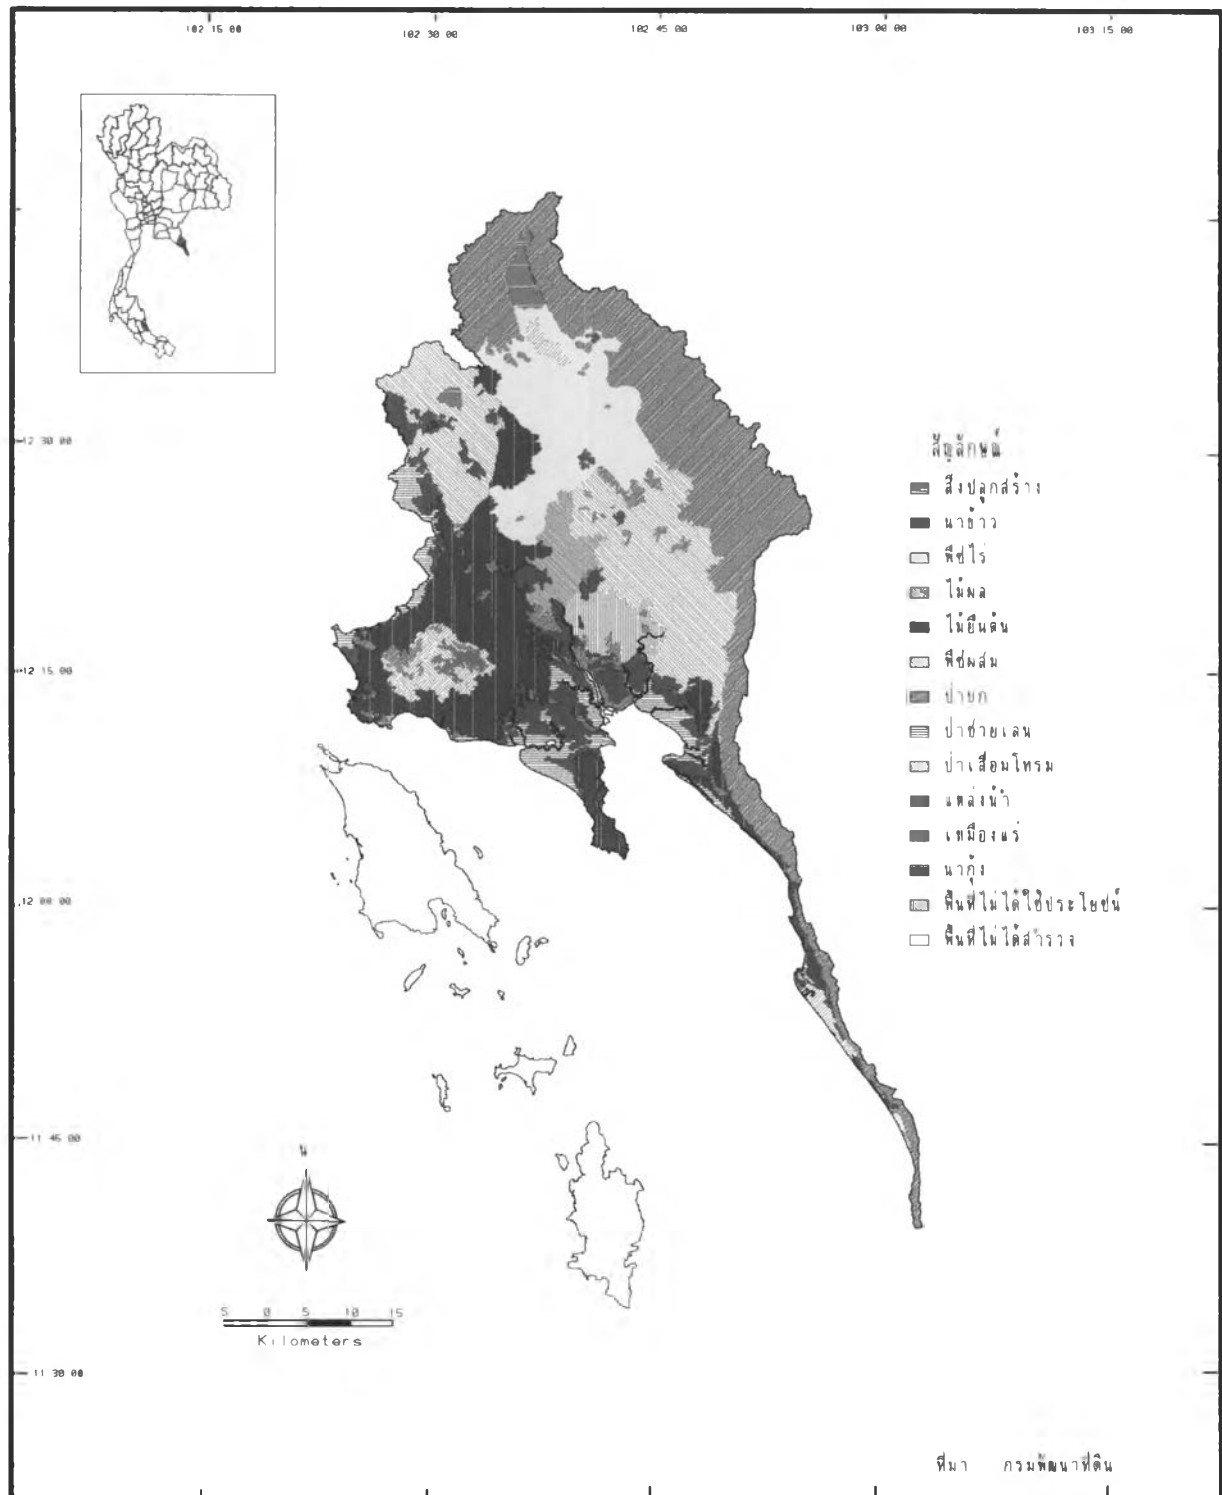 102 15 00 102 30 00 102 45 00 103 00 00 103 15 00
12 30 00
สัญลักษณ์
สิ่งปลูกสร้าง
นาข้าว
พืชไร่
ไม้ผล
ไม้ยืนต้น
พืชผสม
ป่าบก
ป่าชายเลน
ป่าเสื่อมโทรม
แหล่งน้ำ
เหมืองแร่
นากุ้ง
พื้นที่ไม่ได้ใช้ประโยชน์
พื้นที่ไม่ได้สำรวจ
12 15 00
12 00 00
11 45 00
น
5 0 5 10 15
Kilometers
11 30 00
ที่มา กรมพัฒนาที่ดิน